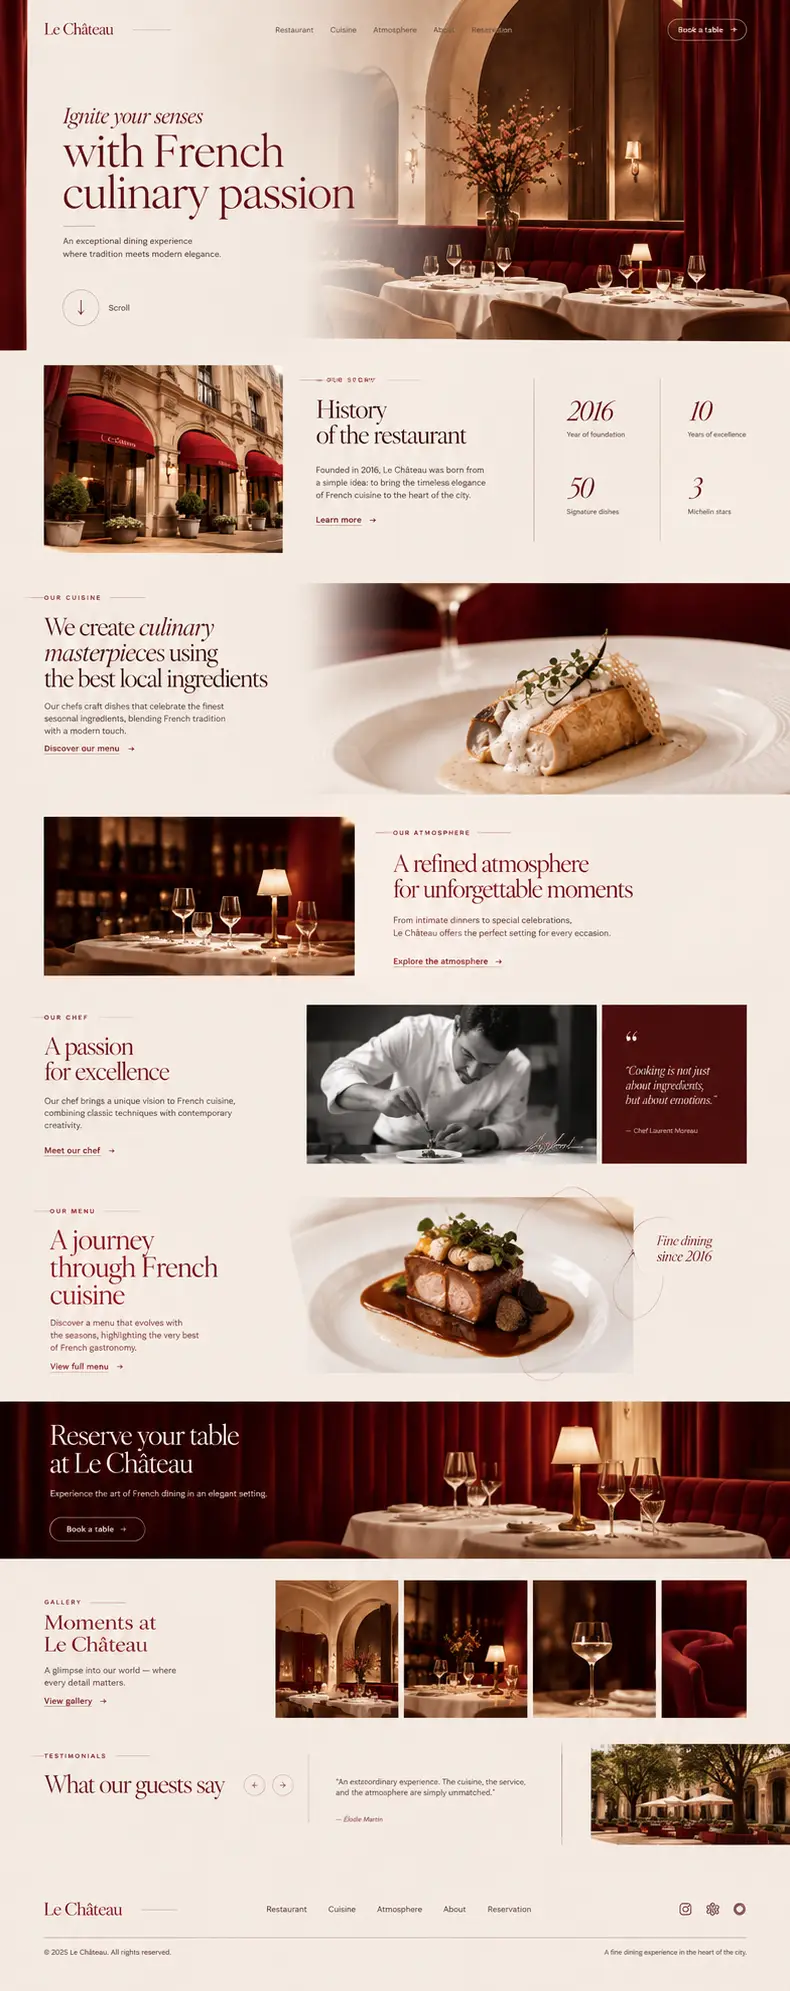 Le Château
Restaurant
Cuisine
Atmosphere
About
Reservation
Book a table →
Ignite your senses
with French
culinary passion
An exceptional dining experience
where tradition meets modern elegance.
↓
Scroll
OUR STORY
History
of the restaurant
Founded in 2016, Le Château was born from
a simple idea: to bring the timeless elegance
of French cuisine to the heart of the city.
Learn more →
2016
Year of foundation
10
Years of excellence
50
Signature dishes
3
Michelin stars
OUR CUISINE
We create culinary
masterpieces using
the best local ingredients
Our chefs craft dishes that celebrate the finest
seasonal ingredients, blending French tradition
with a modern touch.
Discover our menu →
OUR ATMOSPHERE
A refined atmosphere
for unforgettable moments
From intimate dinners to special celebrations,
Le Château offers the perfect setting for every occasion.
Explore the atmosphere →
OUR CHEF
A passion
for excellence
Our chef brings a unique vision to French cuisine,
combining classic techniques with contemporary
creativity.
Meet our chef →
“
“Cooking is not just
about ingredients,
but about emotions.”
— Chef Laurent Moreau
OUR MENU
A journey
through French
cuisine
Discover a menu that evolves with
the seasons, highlighting the very best
of French gastronomy.
View full menu →
Fine dining
since 2016
Reserve your table
at Le Château
Experience the art of French dining in an elegant setting.
Book a table →
GALLERY
Moments at
Le Château
A glimpse into our world — where
every detail matters.
View gallery →
TESTIMONIALS
What our guests say
← →
“An extraordinary experience. The cuisine, the service,
and the atmosphere are simply unmatched.”
— Élodie Martin
Le Château
Restaurant
Cuisine
Atmosphere
About
Reservation
© 2025 Le Château. All rights reserved.
A fine dining experience in the heart of the city.